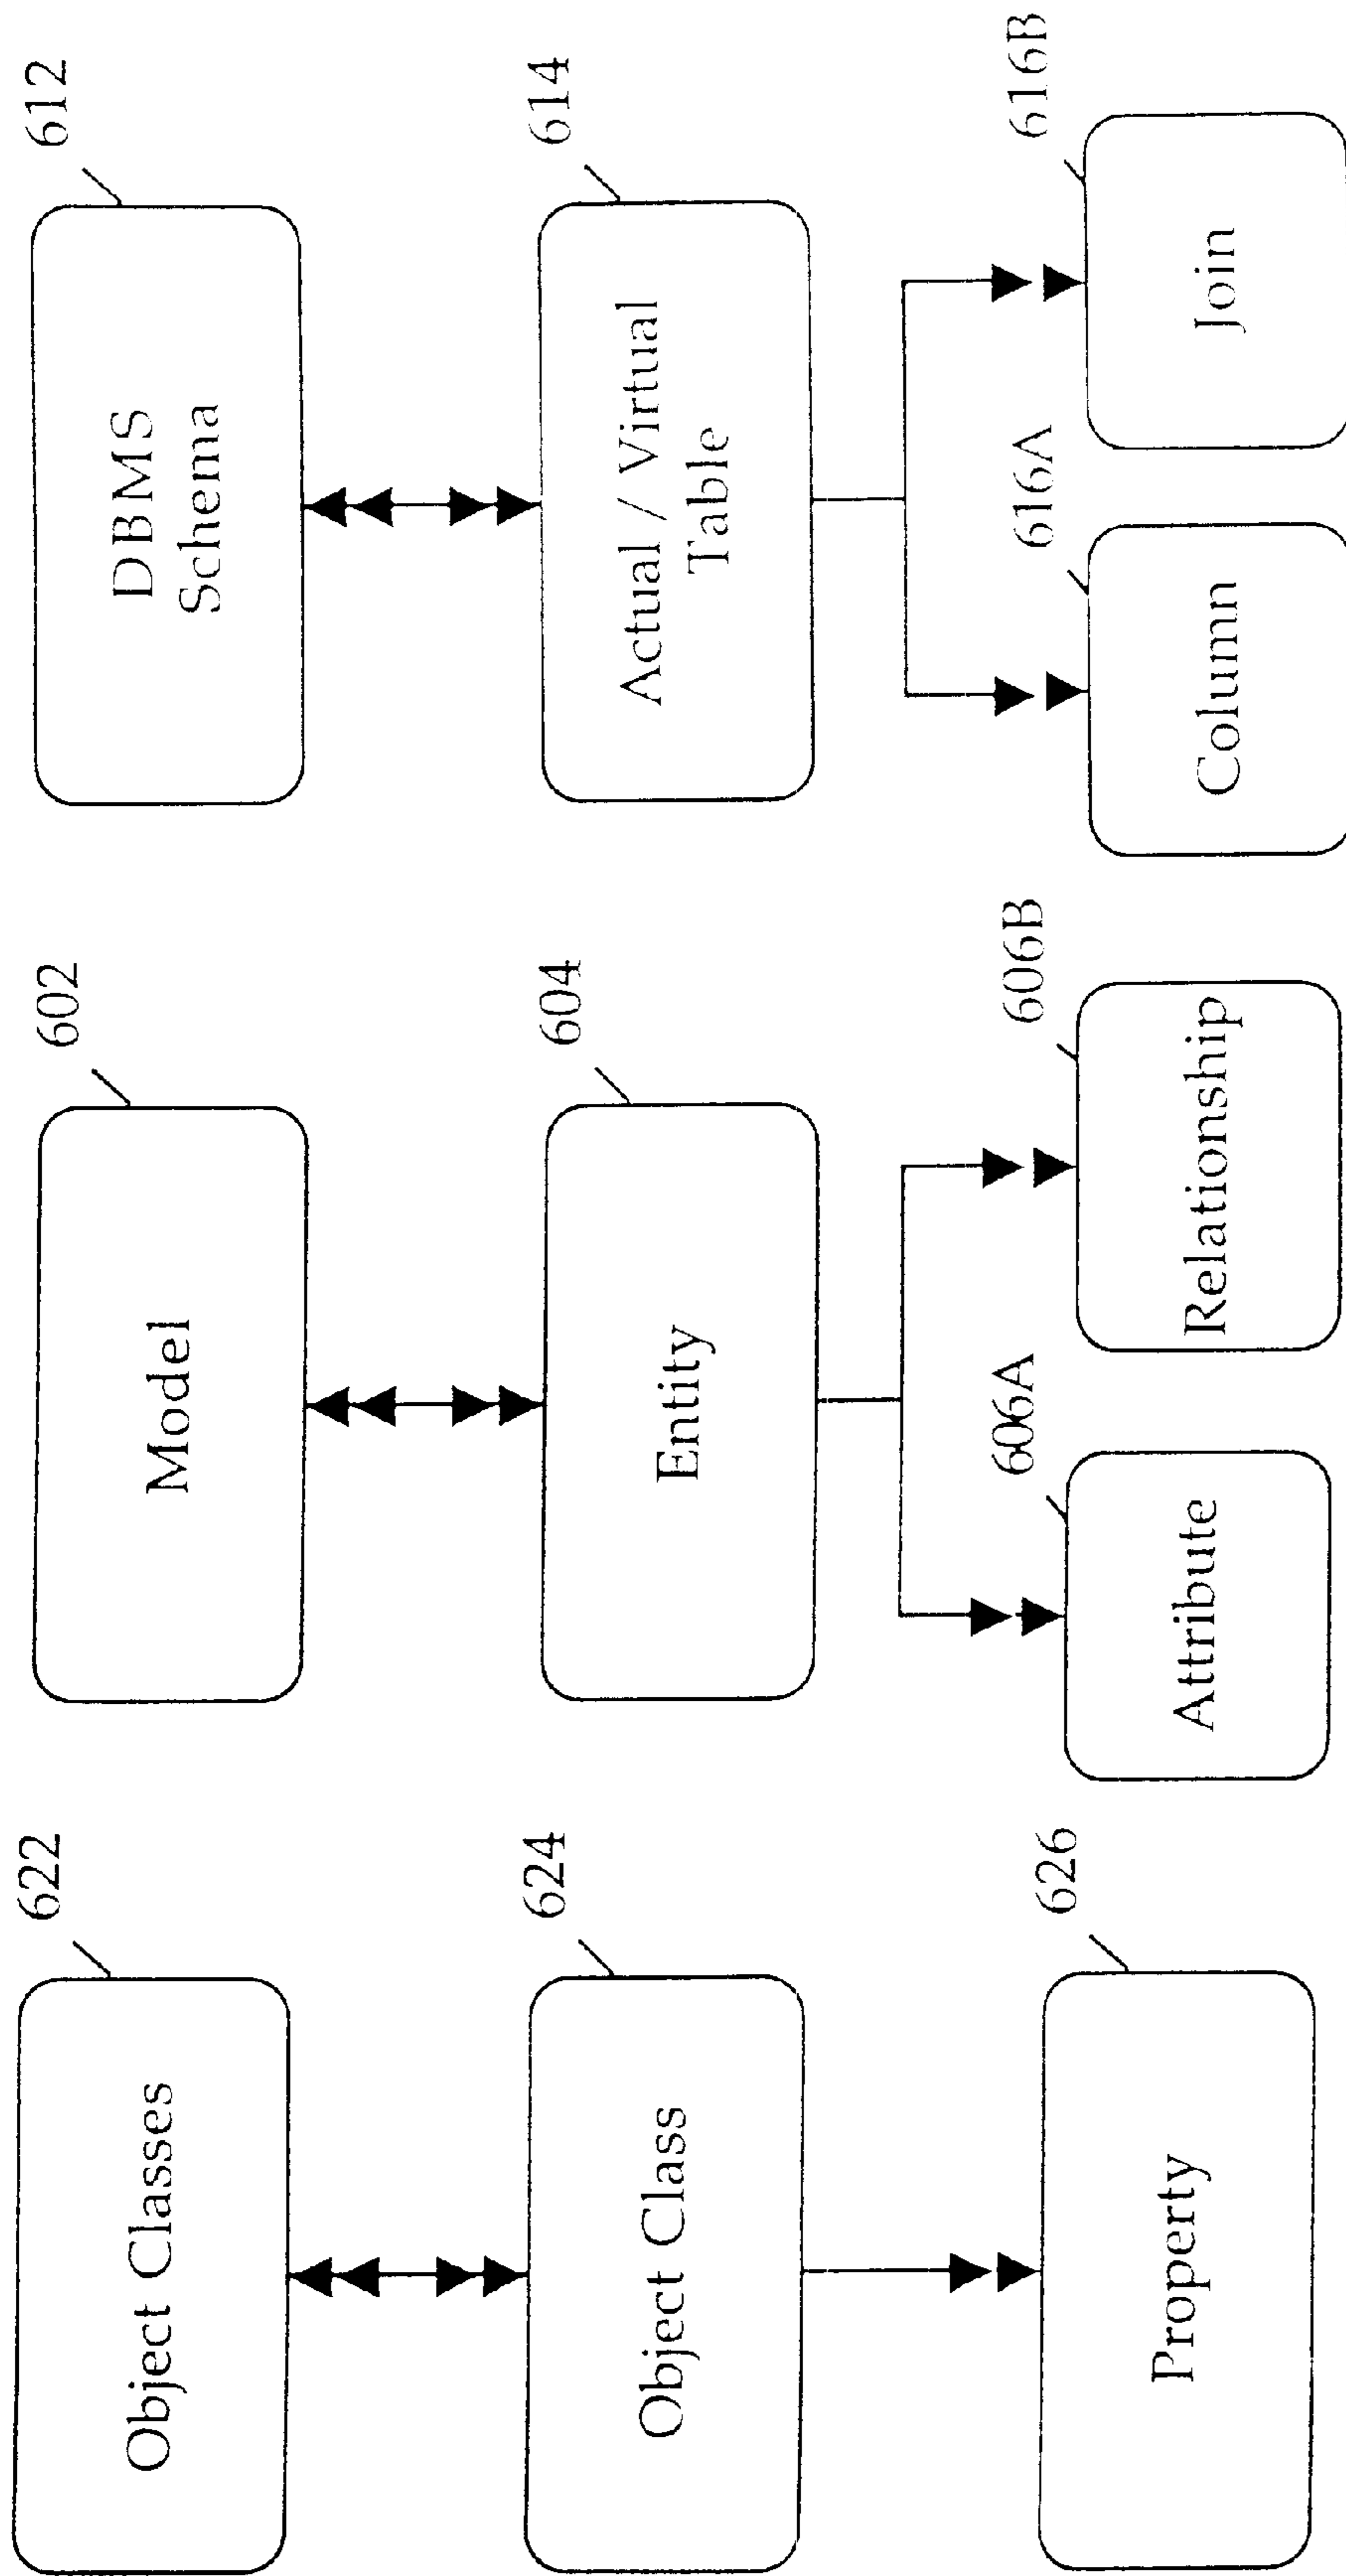 622
Object Classes
624
Object Class
626
Property
602
Model
604
Entity
606A
Attribute
606B
Relationship
612
DBMS
Schema
614
Actual / Virtual
Table
616A
Column
616B
Join